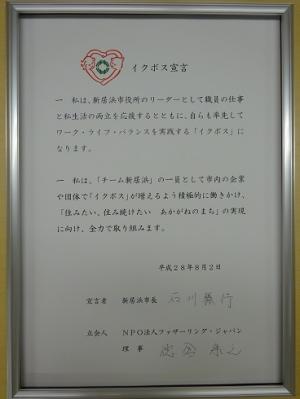 イクボス宣言
一 私は、新居浜市役所のリーダーとして職員の仕事
と私生活の両立を応援するとともに、自らも率先して
ワーク・ライフ・バランスを実践する「イクボス」に
なります。
一 私は、「チーム新居浜」の一員として市内の企業
や団体で「イクボス」が増えるよう積極的に働きかけ、
「住みたい、住み続けたい あかがねのまち」の実現
に向け、全力で取り組みます。
平成28年8月2日
宣言者 新居浜市長 石川勝行
立会人 NPO法人ファザーリング・ジャパン
理事